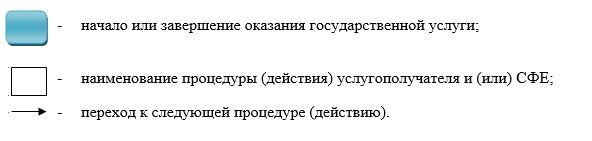 - начало или завершение оказания государственной услуги;
- наименование процедуры (действия) услугополучателя и (или) СФЕ;
- переход к следующей процедуре (действию).